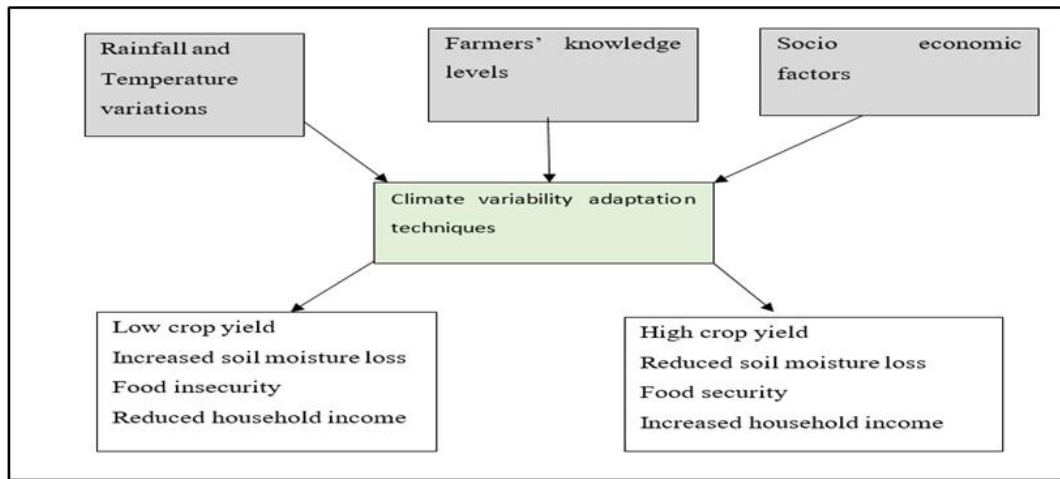 Rainfall and
Temperature
variations
Farmers’ knowledge
levels
Socio economic
factors
Climate variability adaptation
techniques
Low crop yield
Increased soil moisture loss
Food insecurity
Reduced household income
High crop yield
Reduced soil moisture loss
Food security
Increased household income